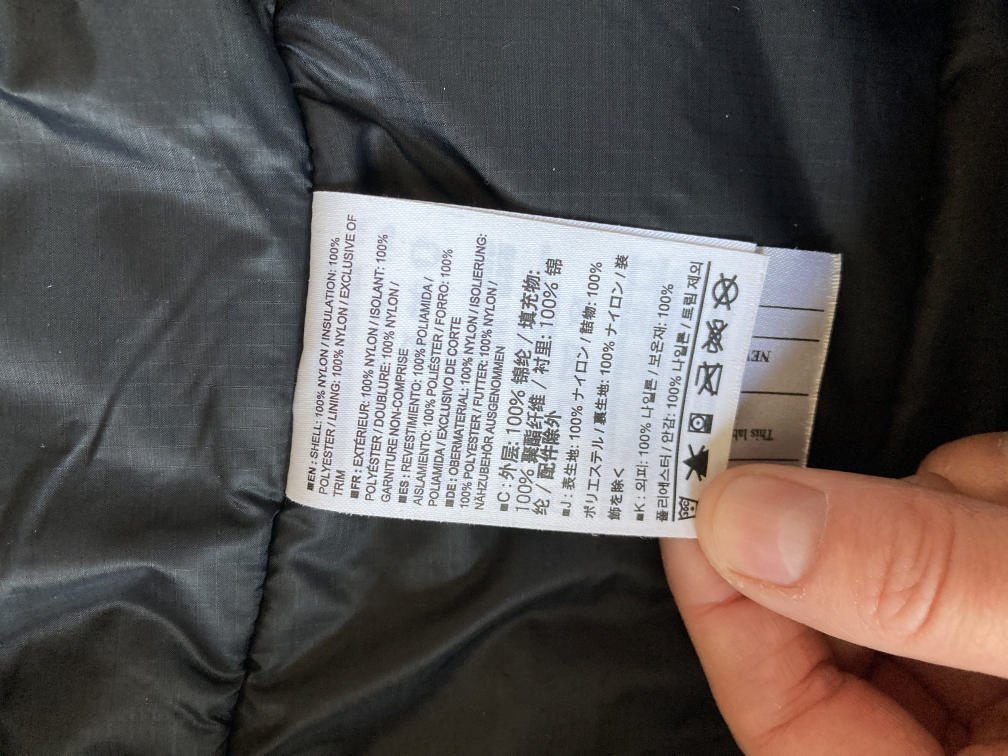 ■EN : SHELL: 100% NYLON / INSULATION: 100%
POLYESTER / LINING: 100% NYLON / EXCLUSIVE OF
TRIM
■FR : EXTÉRIEUR: 100% NYLON / ISOLANT: 100%
POLYÉSTER / DOUBLURE: 100% NYLON /
GARNITURE NON-COMPRISE
■ES : REVESTIMIENTO: 100% POLIAMIDA /
AISLAMIENTO: 100% POLIÉSTER / FORRO: 100%
POLIAMIDA / EXCLUSIVO DE CORTE
■DE : OBERMATERIAL: 100% NYLON / ISOLIERUNG:
100% POLYESTER / FUTTER: 100% NYLON /
NÄHZUBEHÖR AUSGENOMMEN
■C : 外层: 100% 锦纶 / 填充物:
100% 聚酯纤维 / 衬里: 100% 锦
纶 / 配件除外
■J : 表生地: 100% ナイロン / 詰物: 100%
ポリエステル / 裏生地: 100% ナイロン / 装
飾を除く
■K : 외피: 100% 나일론 / 보온재: 100%
폴리에스터 / 안감: 100% 나일론 / 트림 제외
30C
NE
This lab